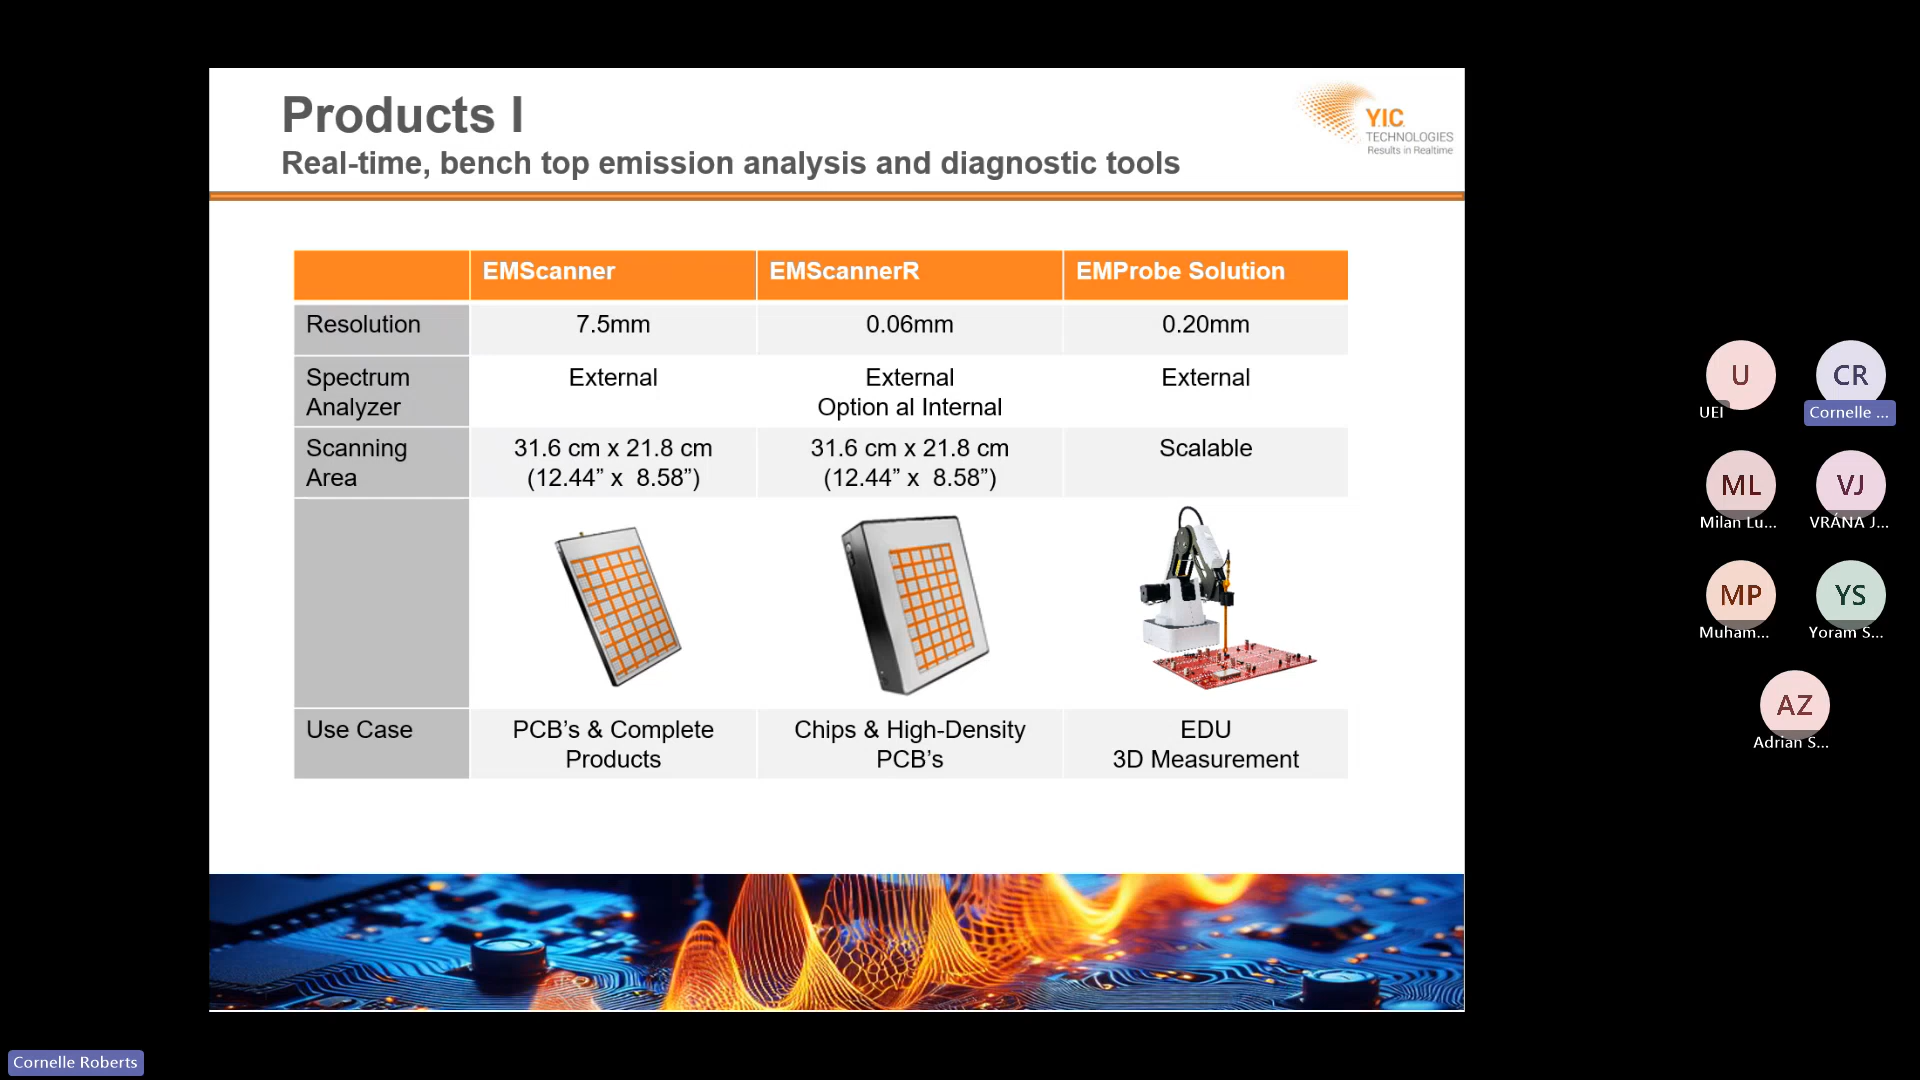 Products I
Real-time, bench top emission analysis and diagnostic tools
Y.I.C.
TECHNOLOGIES
Results in Realtime
EMScanner EMScannerR EMProbe Solution
Resolution 7.5mm 0.06mm 0.20mm
Spectrum External External External
Analyzer Option al Internal
Scanning 31.6 cm x 21.8 cm 31.6 cm x 21.8 cm Scalable
Area (12.44” x 8.58”) (12.44” x 8.58”)
Use Case PCB’s & Complete Chips & High-Density EDU
Products PCB’s 3D Measurement
U CR
UEI Cornelle ...
ML VJ
Milan Lu... VRÁNA J...
MP YS
Muham... Yoram S...
AZ
Adrian S...
Cornelle Roberts